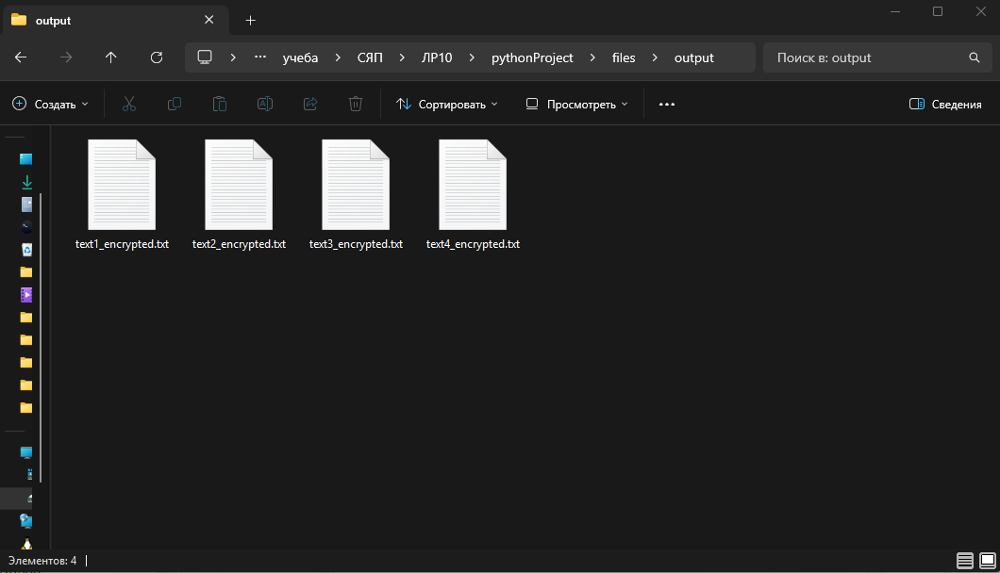 output
··· учеба СЯП ЛР10 pythonProject files output
Поиск в: output
Создать Сортировать Просмотреть Сведения
text1_encrypted.txt text2_encrypted.txt text3_encrypted.txt text4_encrypted.txt
Элементов: 4